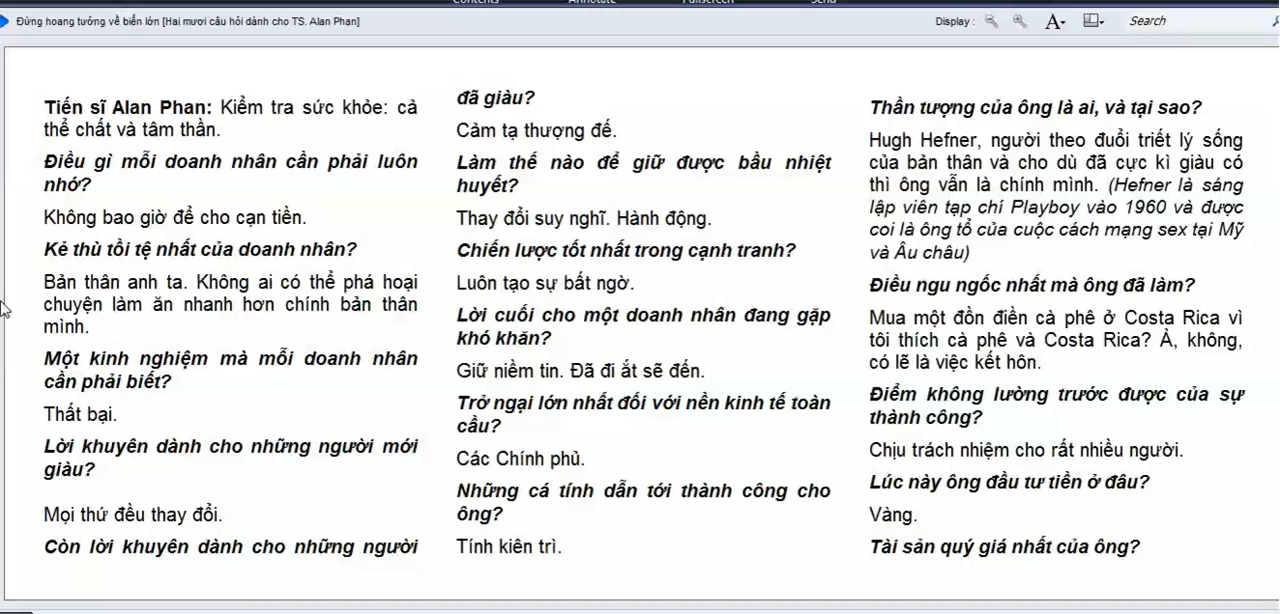 Đừng hoang tưởng về biển lớn [Hai mươi câu hỏi dành cho TS. Alan Phan]
Display :
A
Search
Tiến sĩ Alan Phan: Kiểm tra sức khỏe: cả
thể chất và tâm thần.
Điều gì mỗi doanh nhân cần phải luôn
nhớ?
Không bao giờ để cho cạn tiền.
Kẻ thù tồi tệ nhất của doanh nhân?
Bản thân anh ta. Không ai có thể phá hoại
chuyện làm ăn nhanh hơn chính bản thân
mình.
Một kinh nghiệm mà mỗi doanh nhân
cần phải biết?
Thất bại.
Lời khuyên dành cho những người mới
giàu?
Mọi thứ đều thay đổi.
Còn lời khuyên dành cho những người
đã giàu?
Cảm tạ thượng đế.
Làm thế nào để giữ được bầu nhiệt
huyết?
Thay đổi suy nghĩ. Hành động.
Chiến lược tốt nhất trong cạnh tranh?
Luôn tạo sự bất ngờ.
Lời cuối cho một doanh nhân đang gặp
khó khăn?
Giữ niềm tin. Đã đi ắt sẽ đến.
Trở ngại lớn nhất đối với nền kinh tế toàn
cầu?
Các Chính phủ.
Những cá tính dẫn tới thành công cho
ông?
Tính kiên trì.
Thần tượng của ông là ai, và tại sao?
Hugh Hefner, người theo đuổi triết lý sống
của bản thân và cho dù đã cực kì giàu có
thì ông vẫn là chính mình. (Hefner là sáng
lập viên tạp chí Playboy vào 1960 và được
coi là ông tổ của cuộc cách mạng sex tại Mỹ
và Âu châu)
Điều ngu ngốc nhất mà ông đã làm?
Mua một đồn điền cà phê ở Costa Rica vì
tôi thích cà phê và Costa Rica? À, không,
có lẽ là việc kết hôn.
Điểm không lường trước được của sự
thành công?
Chịu trách nhiệm cho rất nhiều người.
Lúc này ông đầu tư tiền ở đâu?
Vàng.
Tài sản quý giá nhất của ông?